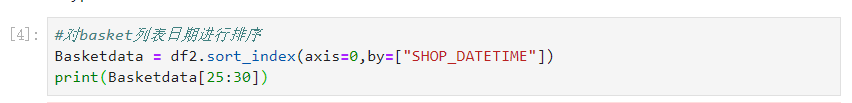 [4]:
#对basket列表日期进行排序
Basketdata = df2.sort_index(axis=0,by=["SHOP_DATETIME"])
print(Basketdata[25:30])